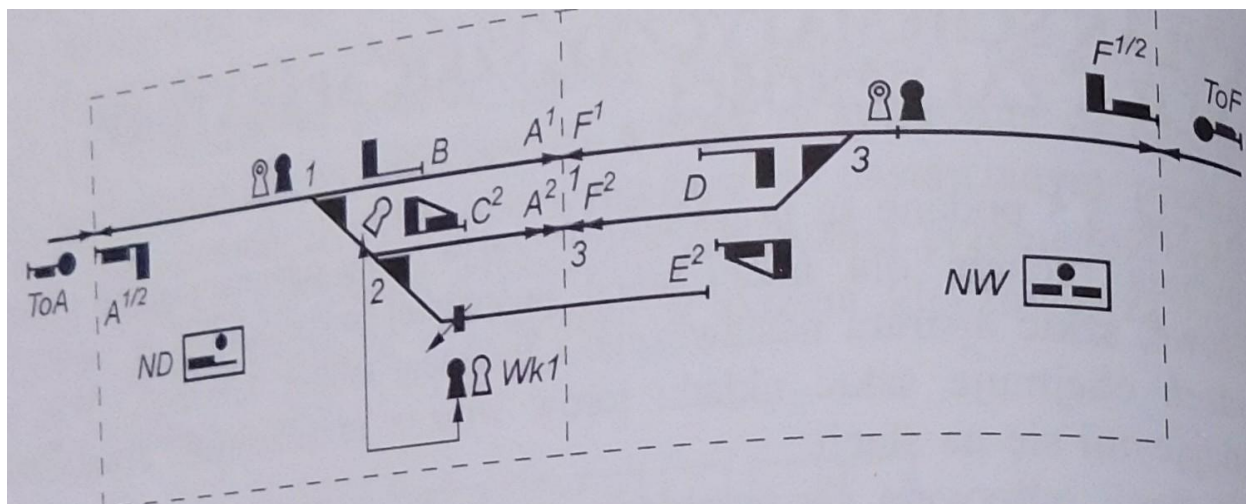 F1/2
ToF
A1 F1
1 B
3
1
C2 A2 F2 D
3
2
E2
NW
ToA
A1/2
ND
Wk1